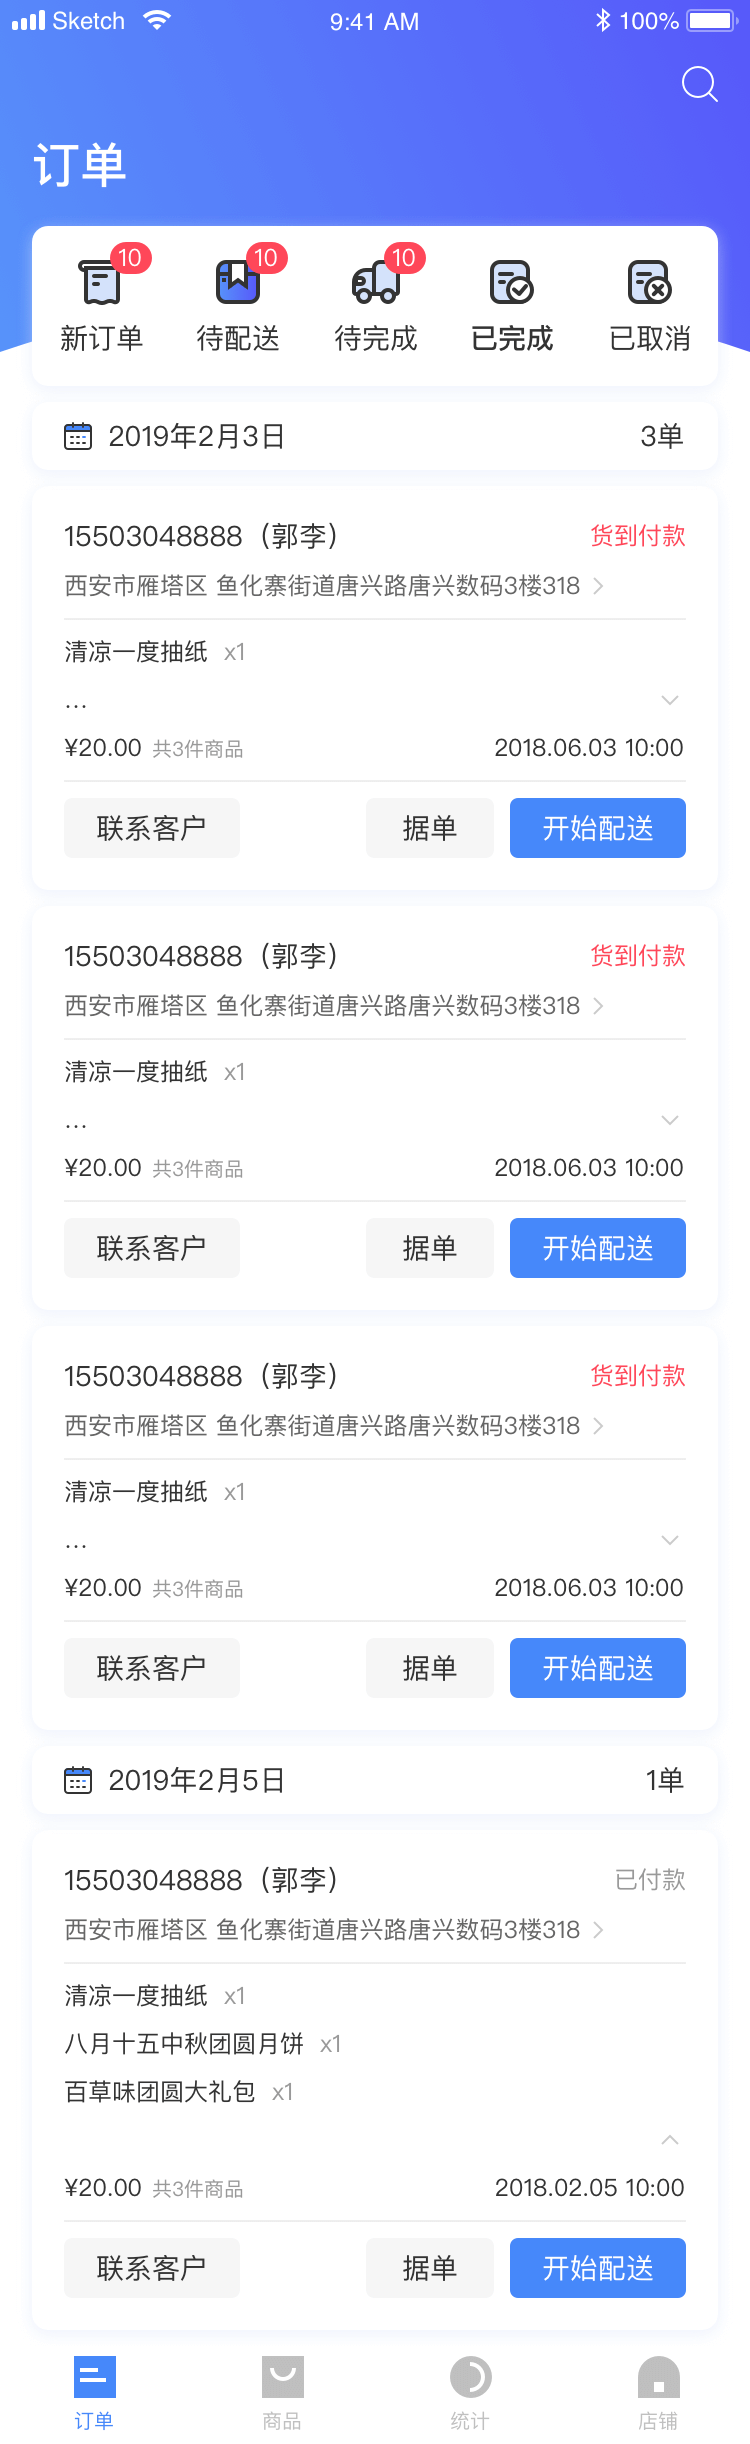 Sketch 9:41 AM 100%
订单
10 10 10
新订单 待配送 待完成 已完成 已取消
2019年2月3日 3单
15503048888（郭李） 货到付款
西安市雁塔区 鱼化寨街道唐兴路唐兴数码3楼318
清凉一度抽纸 x1
...
¥20.00 共3件商品 2018.06.03 10:00
联系客户 据单 开始配送
15503048888（郭李） 货到付款
西安市雁塔区 鱼化寨街道唐兴路唐兴数码3楼318
清凉一度抽纸 x1
...
¥20.00 共3件商品 2018.06.03 10:00
联系客户 据单 开始配送
15503048888（郭李） 货到付款
西安市雁塔区 鱼化寨街道唐兴路唐兴数码3楼318
清凉一度抽纸 x1
...
¥20.00 共3件商品 2018.06.03 10:00
联系客户 据单 开始配送
2019年2月5日 1单
15503048888（郭李） 已付款
西安市雁塔区 鱼化寨街道唐兴路唐兴数码3楼318
清凉一度抽纸 x1
八月十五中秋团圆月饼 x1
百草味团圆大礼包 x1
¥20.00 共3件商品 2018.02.05 10:00
联系客户 据单 开始配送
订单 商品 统计 店铺